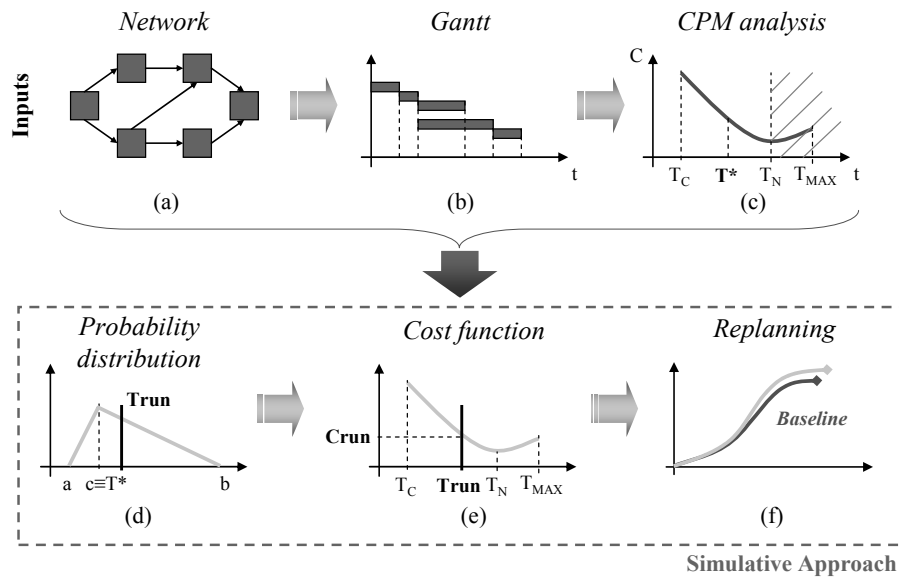 Network
Gantt
CPM analysis
Inputs
C
t
T_C
T*
T_N
T_MAX
t
(a)
(b)
(c)
Probability
distribution
Cost function
Replanning
Trun
Crun
Baseline
a
c≡T*
b
T_C
Trun
T_N
T_MAX
(d)
(e)
(f)
Simulative Approach